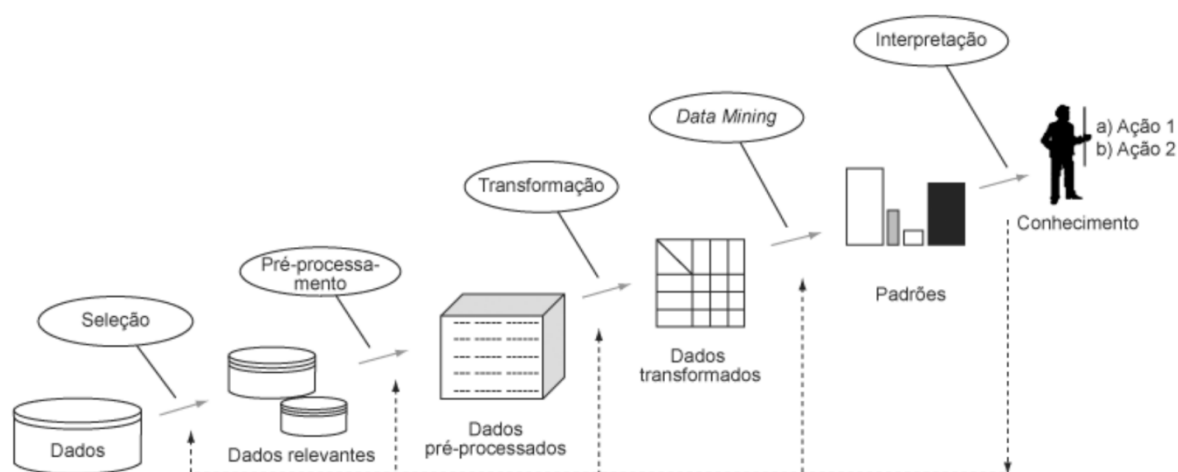 Seleção
Dados
Pré-processa-
mento
Dados relevantes
Transformação
Dados
pré-processados
Data Mining
Dados
transformados
Interpretação
Padrões
a) Ação 1
b) Ação 2
Conhecimento